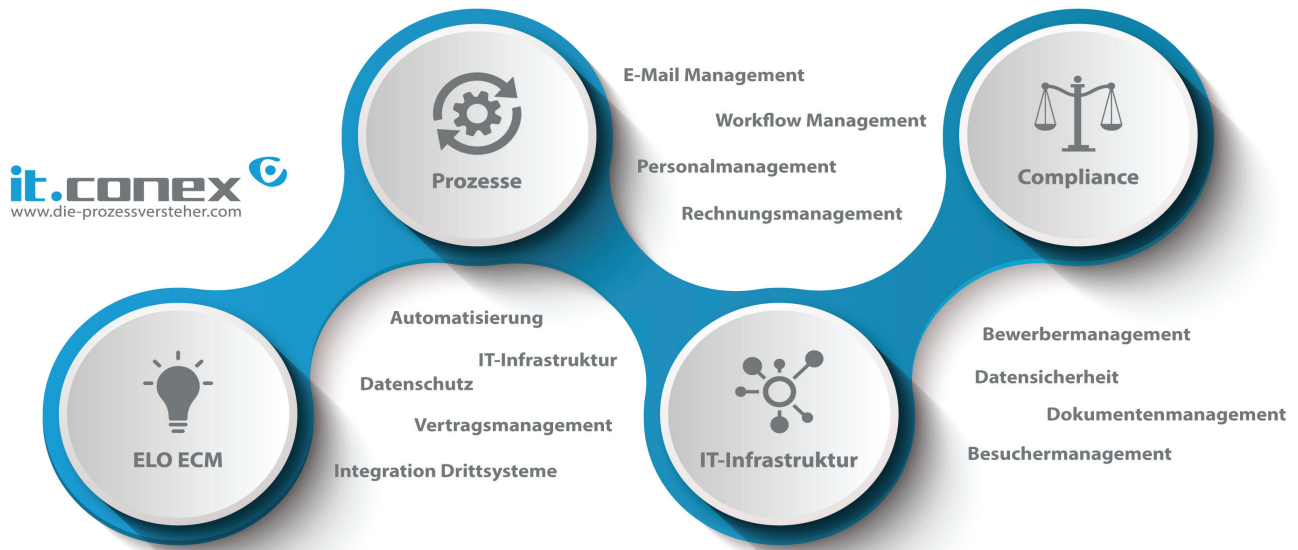 it.conex
www.die-prozessversteher.com
Prozesse
E-Mail Management
Workflow Management
Personalmanagement
Rechnungsmanagement
Compliance
ELO ECM
Automatisierung
IT-Infrastruktur
Datenschutz
Vertragsmanagement
Integration Drittsysteme
IT-Infrastruktur
Bewerbermanagement
Datensicherheit
Dokumentenmanagement
Besuchermanagement